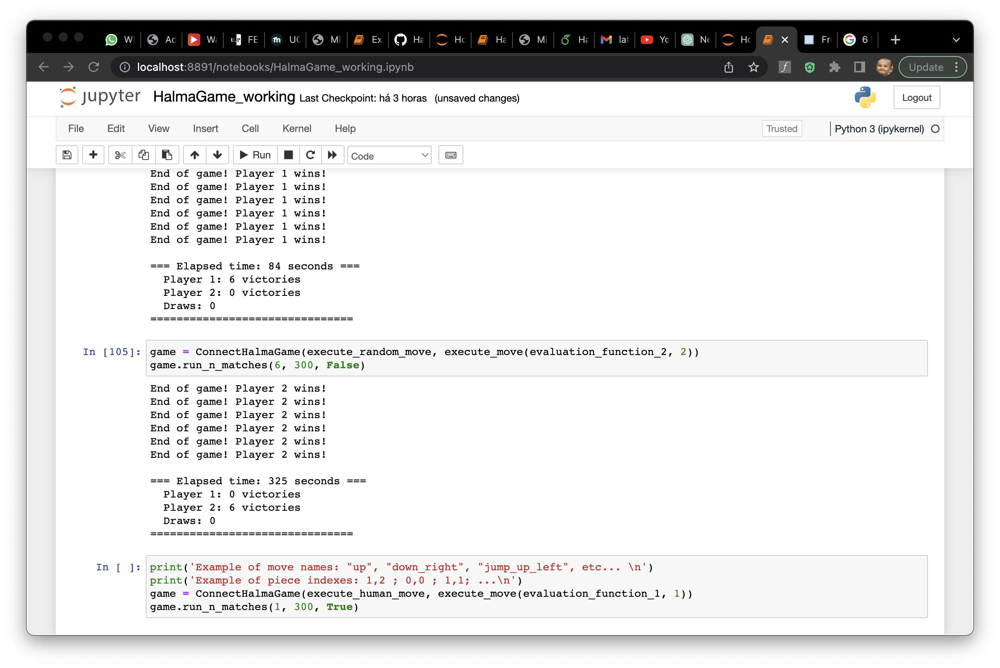 Wl
Ad
Wa
U.P FE
m UC
Mi
Ex
Ha
Hc
Ha
Mi
Ha
lat
Yo
Ne
Hc
Fr
6
localhost:8891/notebooks/HalmaGame_working.ipynb
Update
jupyter HalmaGame_working Last Checkpoint: há 3 horas (unsaved changes)
Logout
File Edit View Insert Cell Kernel Help
Trusted Python 3 (ipykernel)
Run Code
End of game! Player 1 wins!
End of game! Player 1 wins!
End of game! Player 1 wins!
End of game! Player 1 wins!
End of game! Player 1 wins!
End of game! Player 1 wins!
=== Elapsed time: 84 seconds ===
Player 1: 6 victories
Player 2: 0 victories
Draws: 0
===============================
In [105]: game = ConnectHalmaGame(execute_random_move, execute_move(evaluation_function_2, 2))
game.run_n_matches(6, 300, False)
End of game! Player 2 wins!
End of game! Player 2 wins!
End of game! Player 2 wins!
End of game! Player 2 wins!
End of game! Player 2 wins!
End of game! Player 2 wins!
=== Elapsed time: 325 seconds ===
Player 1: 0 victories
Player 2: 6 victories
Draws: 0
===============================
In [ ]: print('Example of move names: "up", "down_right", "jump_up_left", etc... \n')
print('Example of piece indexes: 1,2 ; 0,0 ; 1,1; ...\n')
game = ConnectHalmaGame(execute_human_move, execute_move(evaluation_function_1, 1))
game.run_n_matches(1, 300, True)